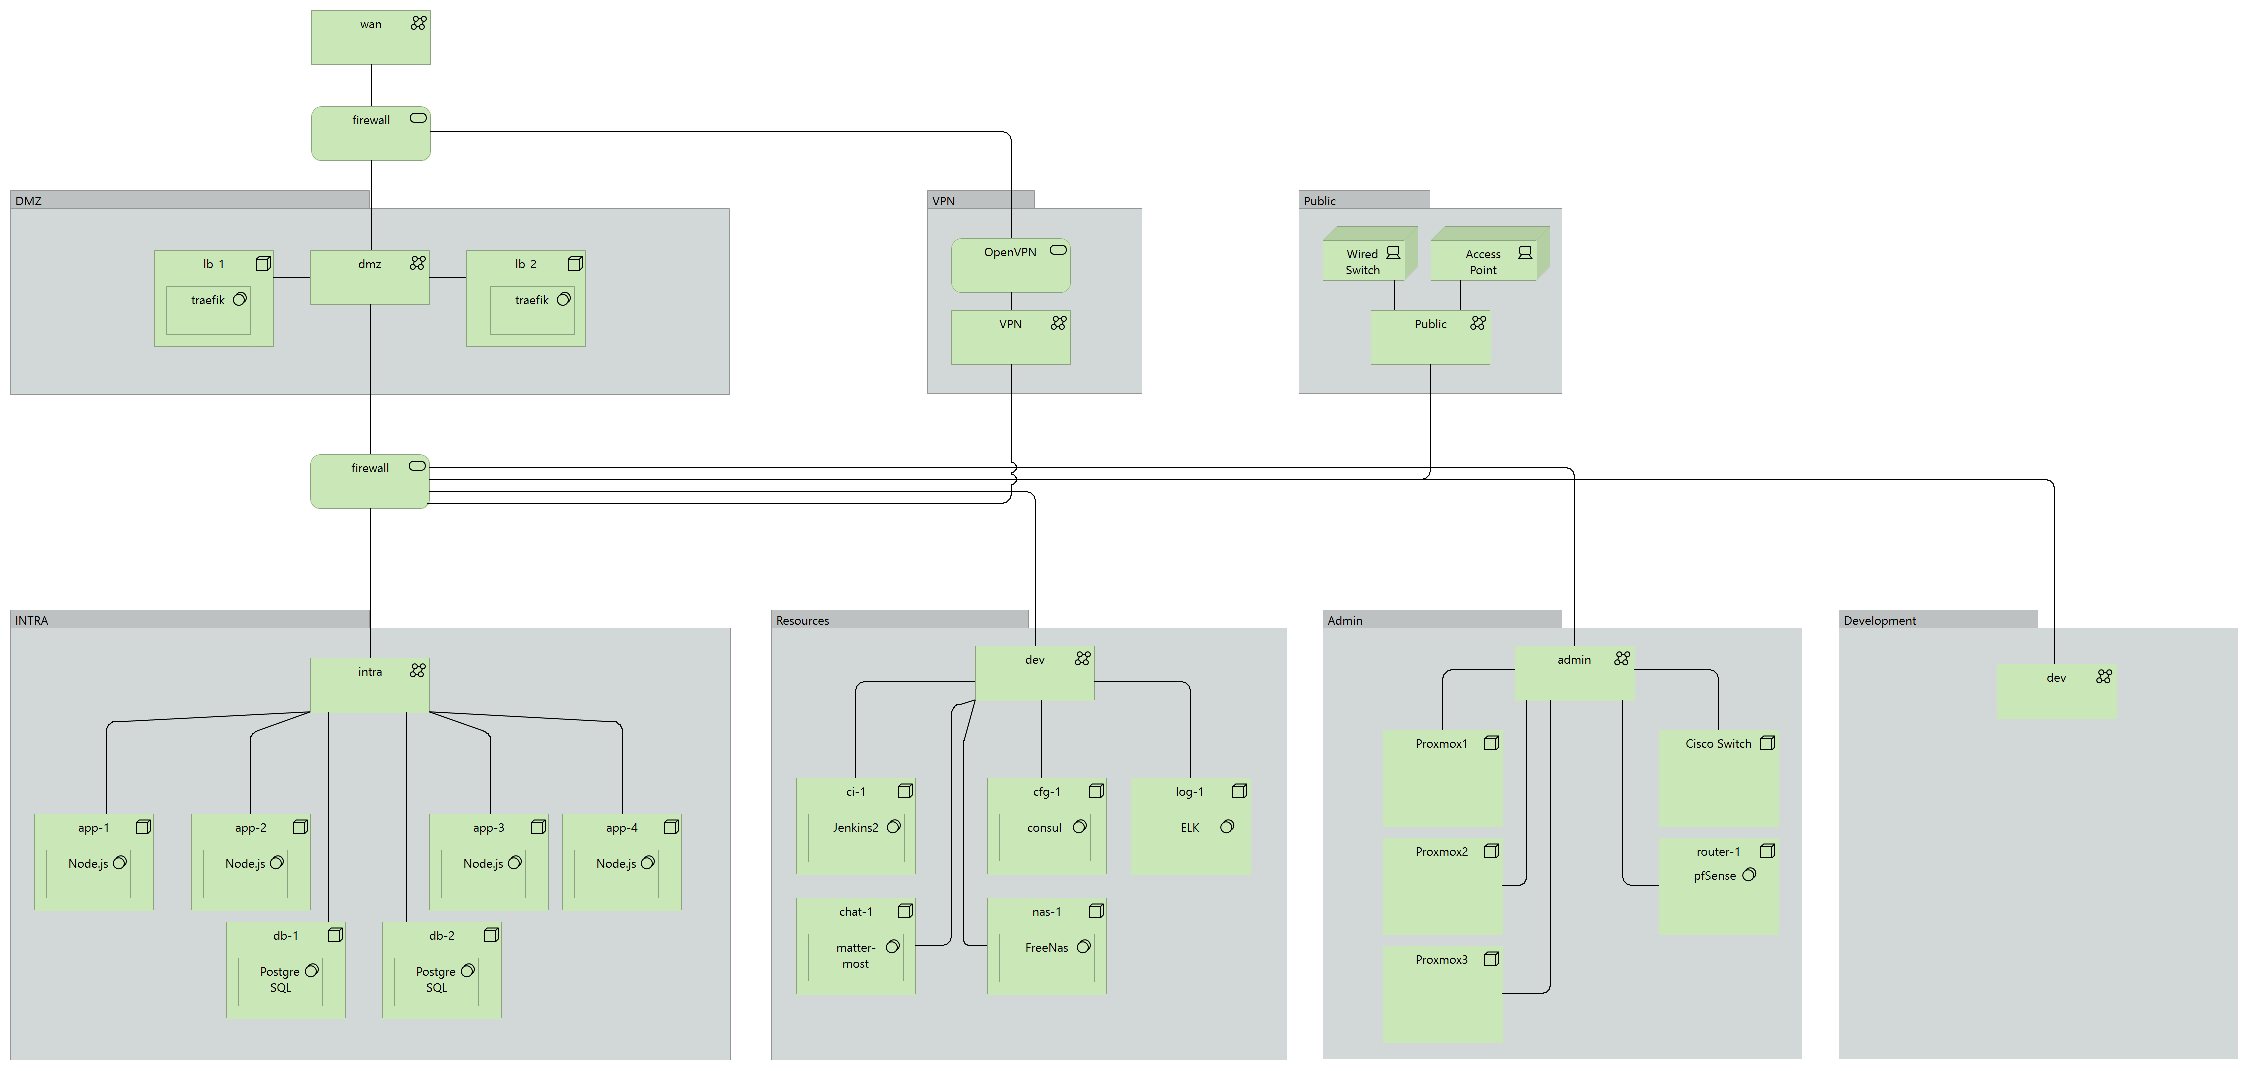 wan
firewall
DMZ
VPN
Public
lb 1
traefik
dmz
lb 2
traefik
OpenVPN
VPN
Wired
Switch
Access
Point
Public
firewall
INTRA
Resources
Admin
Development
intra
dev
admin
dev
app-1
Node.js
app-2
Node.js
app-3
Node.js
app-4
Node.js
db-1
Postgre
SQL
db-2
Postgre
SQL
ci-1
Jenkins2
cfg-1
consul
log-1
ELK
chat-1
matter-
most
nas-1
FreeNas
Proxmox1
Cisco Switch
Proxmox2
router-1
pfSense
Proxmox3